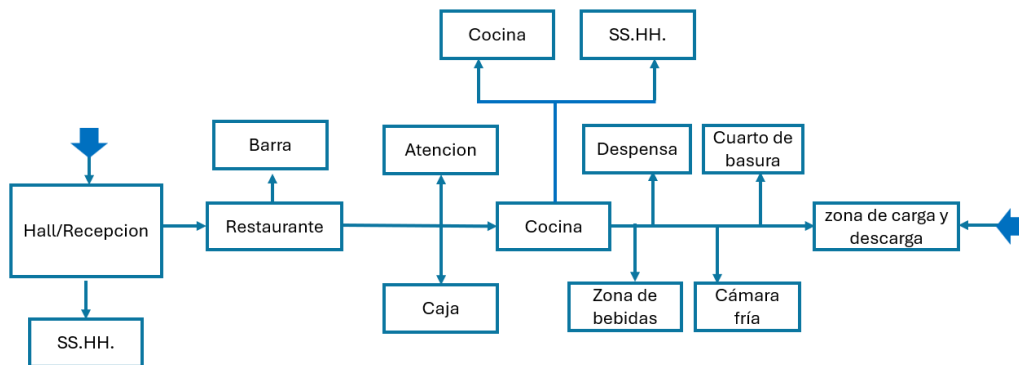 Cocina
SS.HH.
Barra
Atencion
Despensa
Cuarto de
basura
Hall/Recepcion
Restaurante
Cocina
zona de carga y
descarga
SS.HH.
Caja
Zona de
bebidas
Cámara
fría